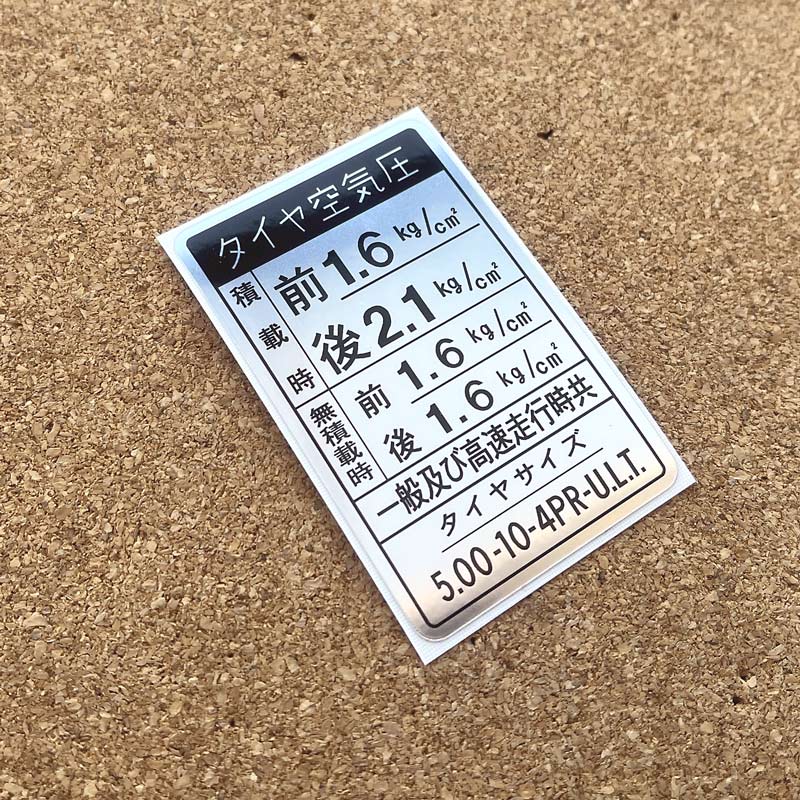 タイヤ空気圧
積載時
前 1.6 kg/cm²
後 2.1 kg/cm²
無積載時
前 1.6 kg/cm²
後 1.6 kg/cm²
一般及び高速走行時共
タイヤサイズ
5.00-10-4PR-U.L.T.